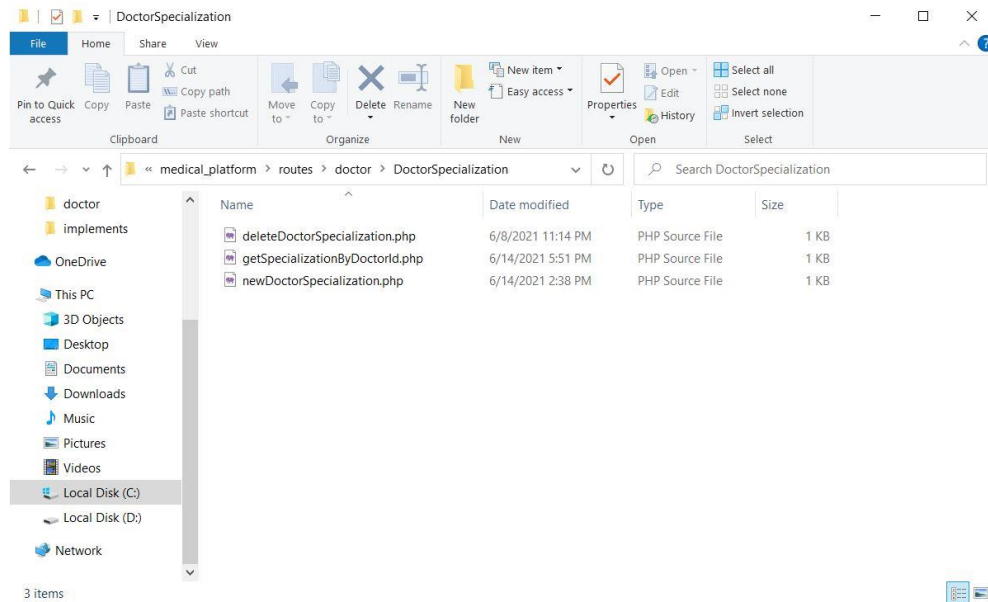 DoctorSpecialization
File Home Share View ?
Pin to Quick access
Copy
Paste
Cut
Copy path
Paste shortcut
Clipboard
Move to
Copy to
Delete
Rename
Organize
New folder
New item
Easy access
New
Properties
Open
Edit
History
Open
Select all
Select none
Invert selection
Select
« medical_platform > routes > doctor > DoctorSpecialization
Search DoctorSpecialization
doctor
implements
OneDrive
This PC
3D Objects
Desktop
Documents
Downloads
Music
Pictures
Videos
Local Disk (C:)
Local Disk (D:)
Network
Name Date modified Type Size
deleteDoctorSpecialization.php 6/8/2021 11:14 PM PHP Source File 1 KB
getSpecializationByDoctorId.php 6/14/2021 5:51 PM PHP Source File 1 KB
newDoctorSpecialization.php 6/14/2021 2:38 PM PHP Source File 1 KB
3 items